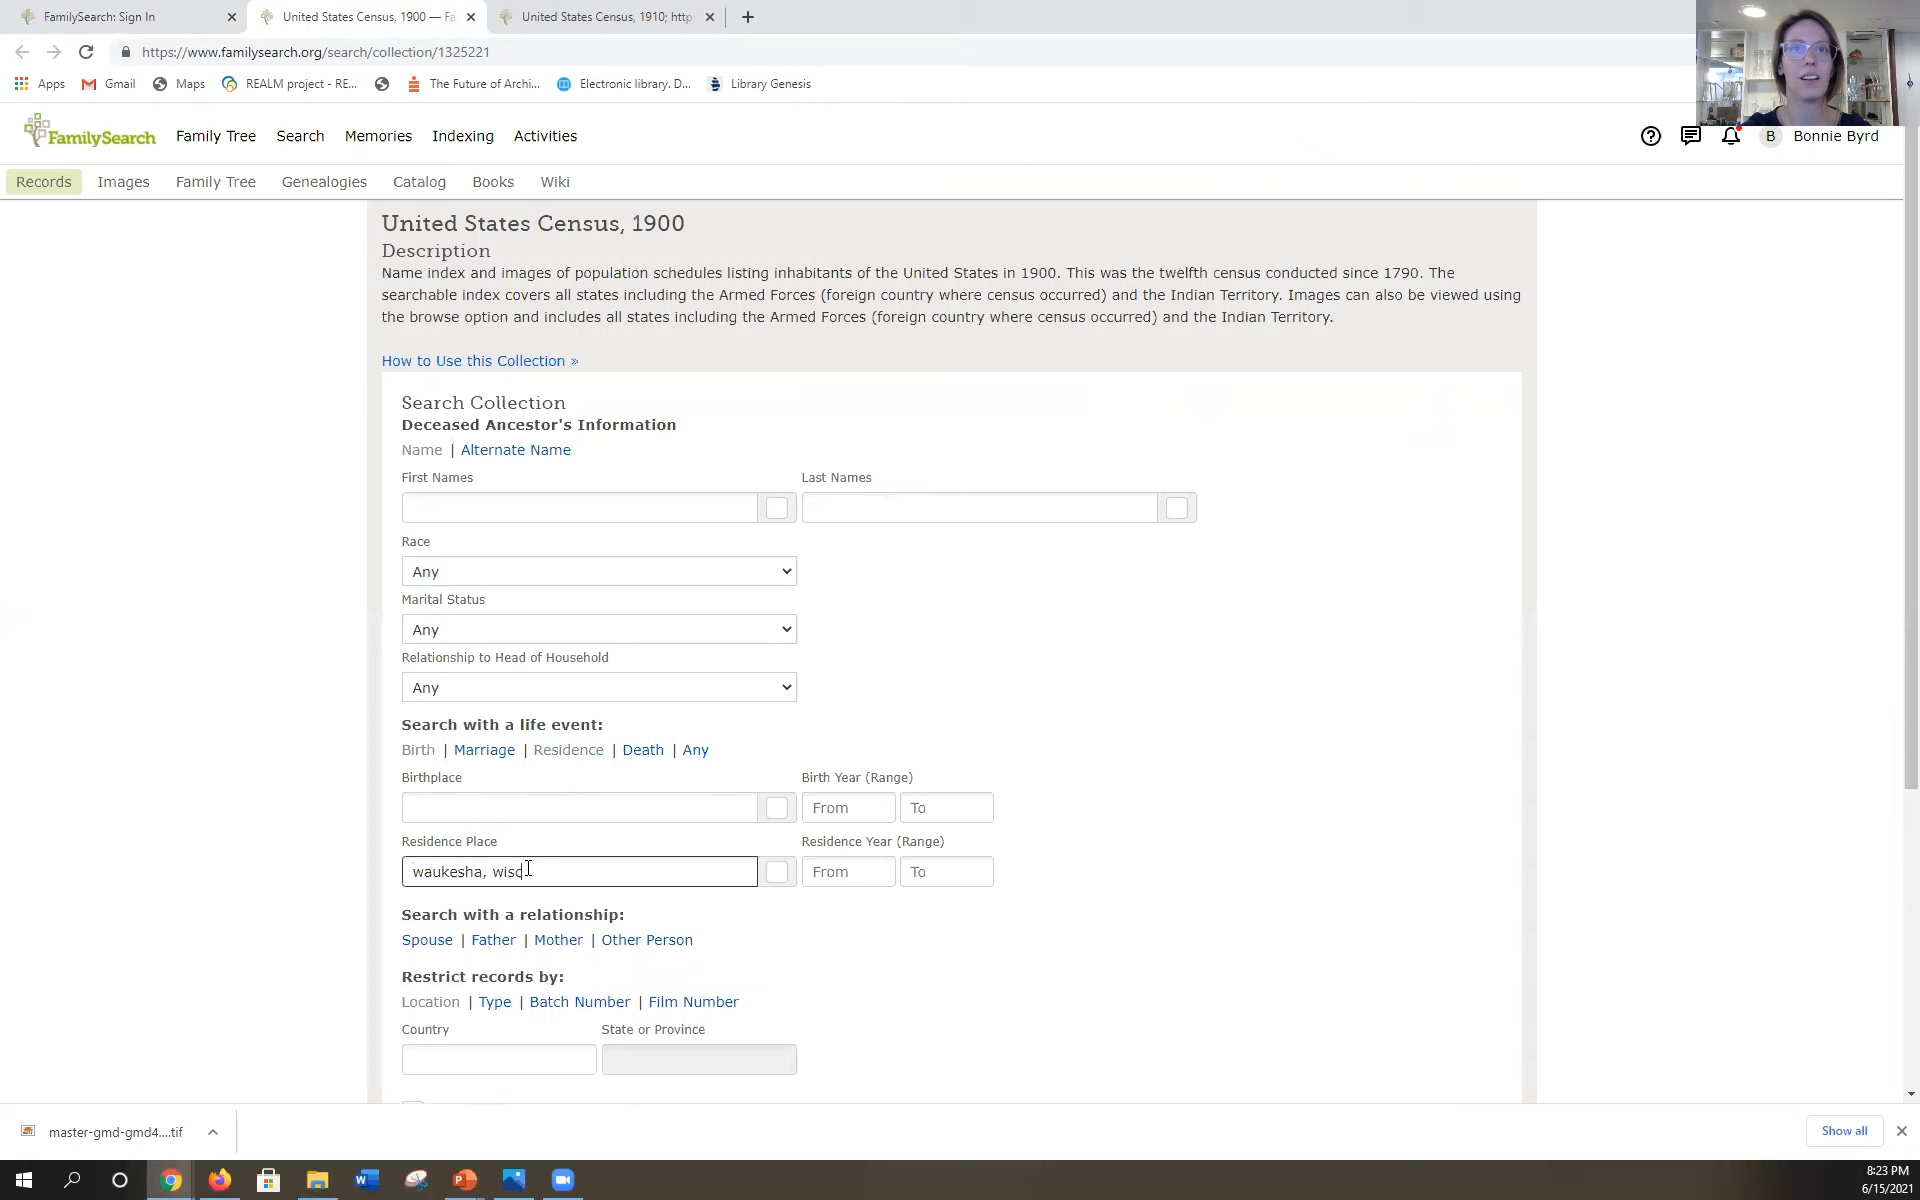 FamilySearch: Sign In
United States Census, 1900 — Fa
United States Census, 1910; http
https://www.familysearch.org/search/collection/1325221
Apps
Gmail
Maps
REALM project - RE...
The Future of Archi...
Electronic library. D...
Library Genesis
FamilySearch
Family Tree
Search
Memories
Indexing
Activities
B
Bonnie Byrd
Records
Images
Family Tree
Genealogies
Catalog
Books
Wiki
United States Census, 1900
Description
Name index and images of population schedules listing inhabitants of the United States in 1900. This was the twelfth census conducted since 1790. The
searchable index covers all states including the Armed Forces (foreign country where census occurred) and the Indian Territory. Images can also be viewed using
the browse option and includes all states including the Armed Forces (foreign country where census occurred) and the Indian Territory.
How to Use this Collection »
Search Collection
Deceased Ancestor's Information
Name | Alternate Name
First Names
Last Names
Race
Any
Marital Status
Any
Relationship to Head of Household
Any
Search with a life event:
Birth | Marriage | Residence | Death | Any
Birthplace
Birth Year (Range)
From
To
Residence Place
Residence Year (Range)
waukesha, wisc
From
To
Search with a relationship:
Spouse | Father | Mother | Other Person
Restrict records by:
Location | Type | Batch Number | Film Number
Country
State or Province
master-gmd-gmd4....tif
Show all
8:23 PM
6/15/2021